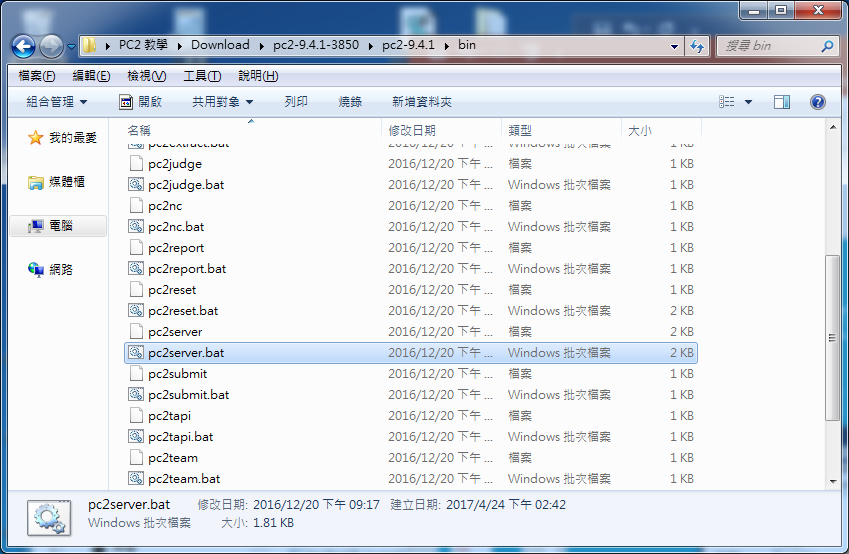 PC2 教學 Download pc2-9.4.1-3850 pc2-9.4.1 bin 搜尋 bin
檔案(F) 編輯(E) 檢視(V) 工具(T) 說明(H)
組合管理 開啟 共用對象 列印 燒錄 新增資料夾
我的最愛
媒體櫃
電腦
網路
名稱 修改日期 類型 大小
pc2extract.bat 2016/12/20 下午 ... Windows 批次檔案 1 KB
pc2judge 2016/12/20 下午 ... 檔案 1 KB
pc2judge.bat 2016/12/20 下午 ... Windows 批次檔案 1 KB
pc2nc 2016/12/20 下午 ... 檔案 1 KB
pc2nc.bat 2016/12/20 下午 ... Windows 批次檔案 1 KB
pc2report 2016/12/20 下午 ... 檔案 1 KB
pc2report.bat 2016/12/20 下午 ... Windows 批次檔案 1 KB
pc2reset 2016/12/20 下午 ... 檔案 1 KB
pc2reset.bat 2016/12/20 下午 ... Windows 批次檔案 2 KB
pc2server 2016/12/20 下午 ... 檔案 2 KB
pc2server.bat 2016/12/20 下午 ... Windows 批次檔案 2 KB
pc2submit 2016/12/20 下午 ... 檔案 1 KB
pc2submit.bat 2016/12/20 下午 ... Windows 批次檔案 1 KB
pc2tapi 2016/12/20 下午 ... 檔案 1 KB
pc2tapi.bat 2016/12/20 下午 ... Windows 批次檔案 1 KB
pc2team 2016/12/20 下午 ... 檔案 1 KB
pc2team.bat 2016/12/20 下午 ... Windows 批次檔案 1 KB
pc2server.bat 修改日期: 2016/12/20 下午 09:17 建立日期: 2017/4/24 下午 02:42
Windows 批次檔案 大小: 1.81 KB